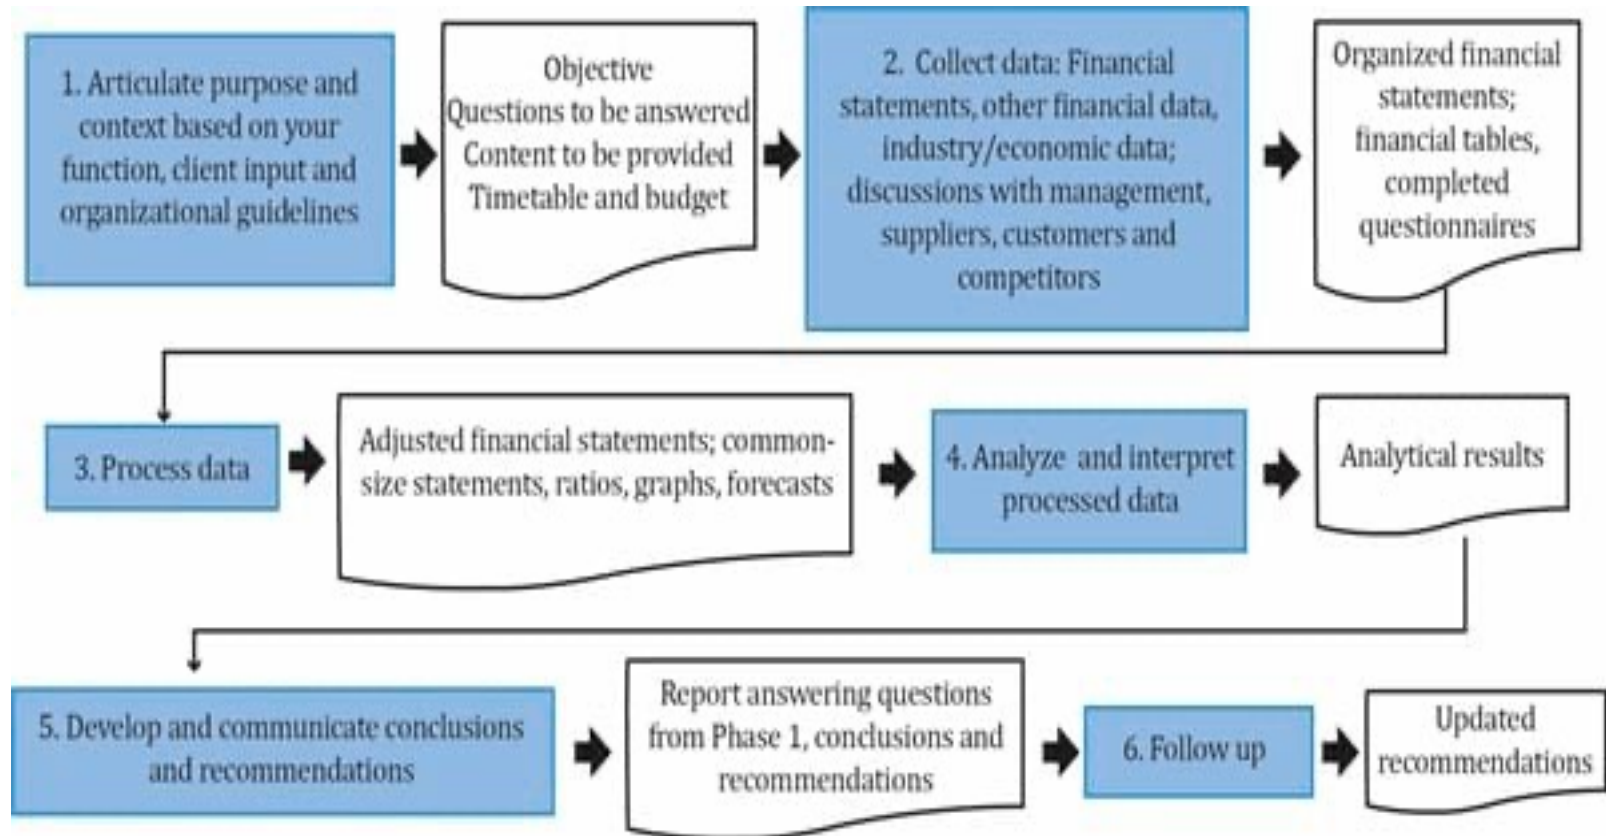 1. Articulate purpose and
context based on your
function, client input and
organizational guidelines
Objective
Questions to be answered
Content to be provided
Timetable and budget
2. Collect data: Financial
statements, other financial data,
industry/economic data;
discussions with management,
suppliers, customers and
competitors
Organized financial
statements;
financial tables,
completed
questionnaires
3. Process data
Adjusted financial statements; common-
size statements, ratios, graphs, forecasts
4. Analyze and interpret
processed data
Analytical results
5. Develop and communicate conclusions
and recommendations
Report answering questions
from Phase 1, conclusions and
recommendations
6. Follow up
Updated
recommendations